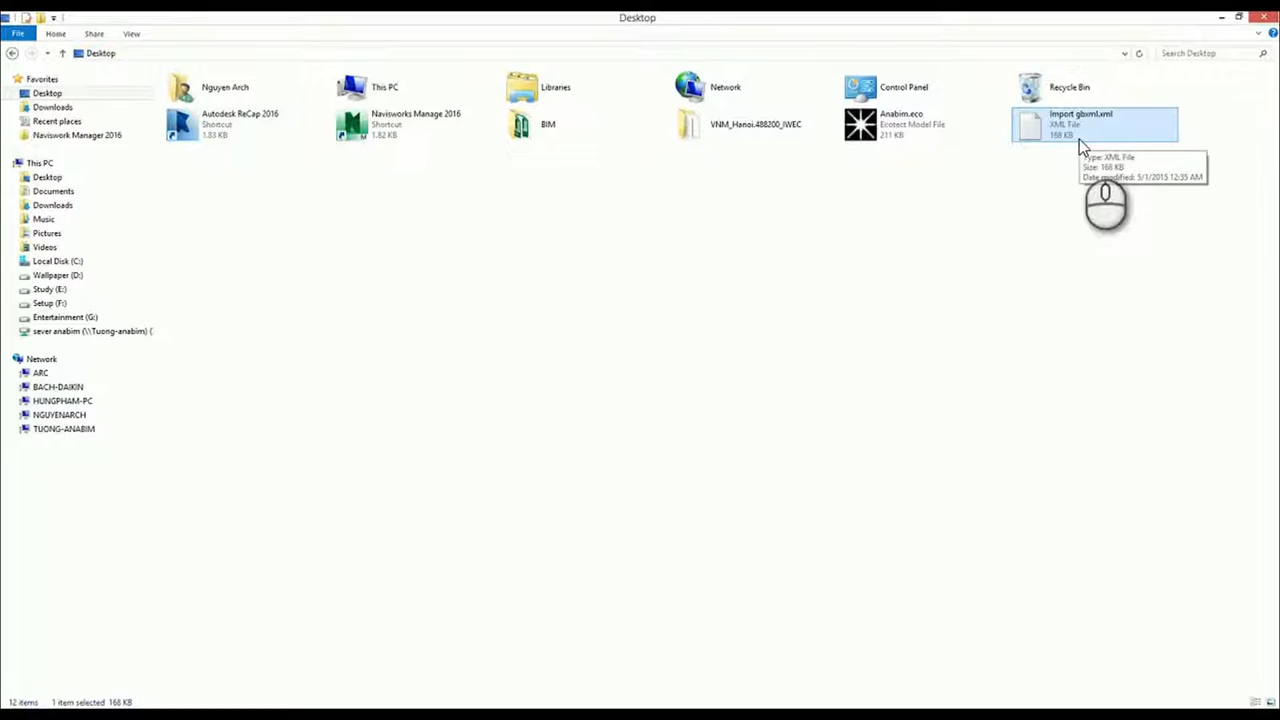 Desktop
File Home Share View
Desktop
Search Desktop
Favorites
Desktop
Downloads
Recent places
Naviswork Manager 2016
This PC
Desktop
Documents
Downloads
Music
Pictures
Videos
Local Disk (C:)
Wallpaper (D:)
Study (E:)
Setup (F:)
Entertainment (G:)
sever anabim (\\Tuong-anabim) (
Network
ARC
BACH-DAIKIN
HUNGPHAM-PC
NGUYENARCH
TUONG-ANABIM
Nguyen Arch
This PC
Libraries
Network
Control Panel
Recycle Bin
Autodesk ReCap 2016
Shortcut
1.83 KB
Navisworks Manage 2016
Shortcut
1.82 KB
BIM
VNM_Hanoi.488200_IWEC
Anabim.eco
Ecotect Model File
211 KB
Import gbxml.xml
XML File
168 KB
Type: XML File
Size: 168 KB
Date modified: 5/1/2015 12:35 AM
12 items 1 item selected 168 KB